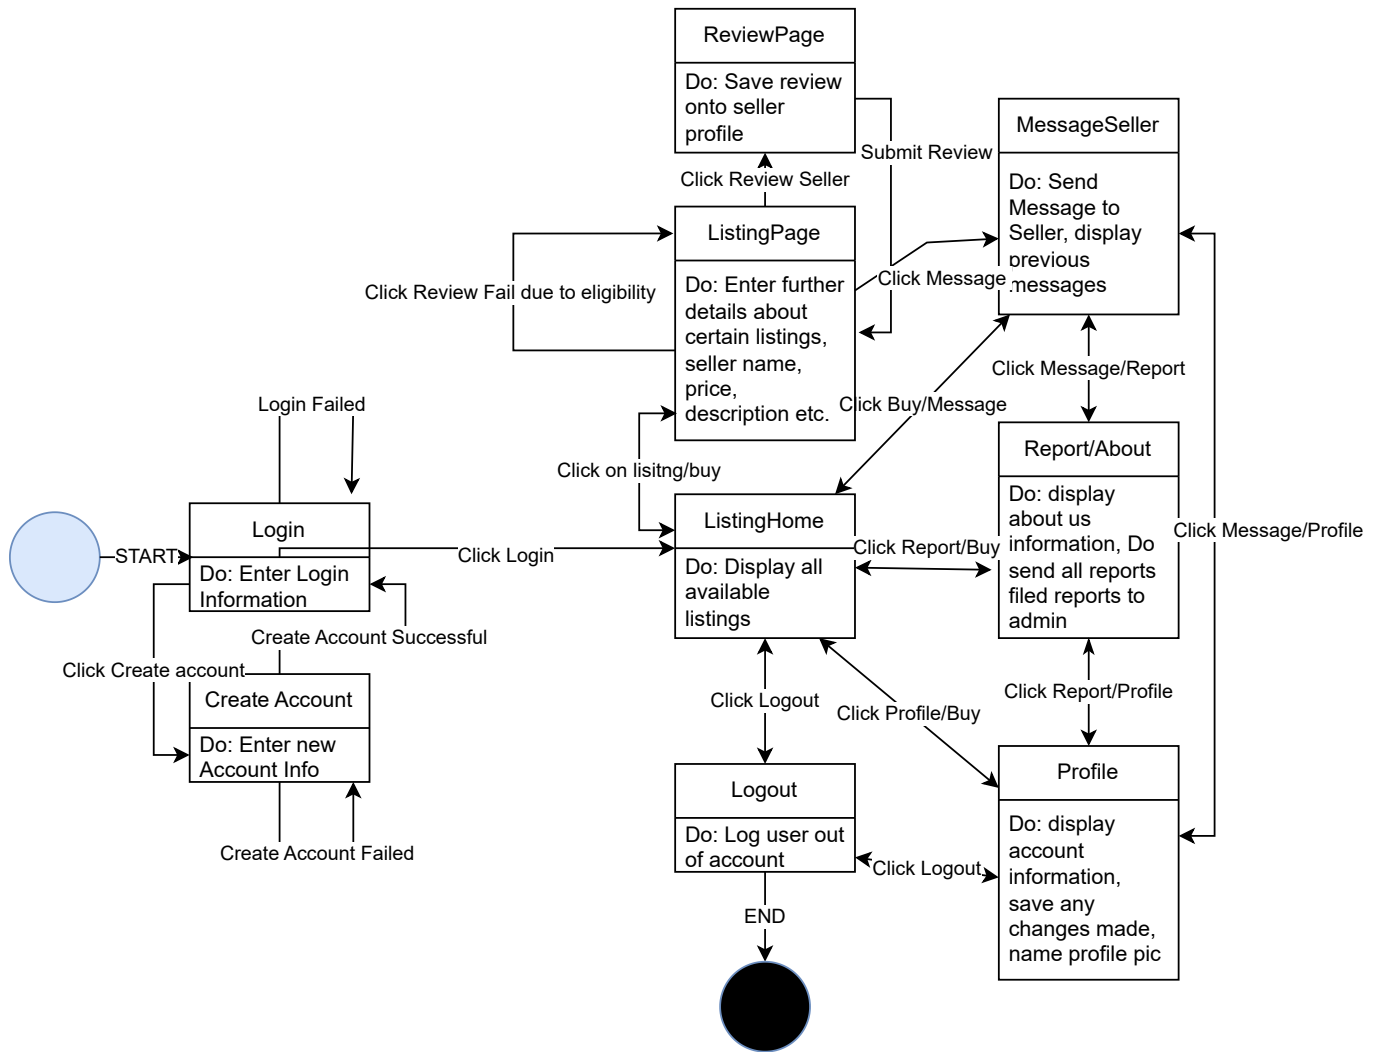 ReviewPage
Do: Save review
onto seller
profile
Submit Review
Click Review Seller
MessageSeller
Do: Send
Message to
Seller, display
previous
messages
ListingPage
Do: Enter further
details about
certain listings,
seller name,
price,
description etc.
Click Message
Click Review Fail due to eligibility
Click Message/Report
Click Buy/Message
Login Failed
Click on lisitng/buy
Report/About
Do: display
about us
information, Do
send all reports
filed reports to
admin
Click Message/Profile
ListingHome
Do: Display all
available
listings
Click Report/Buy
START
Login
Do: Enter Login
Information
Click Login
Create Account Successful
Click Create account
Create Account
Do: Enter new
Account Info
Create Account Failed
Click Logout
Click Profile/Buy
Click Report/Profile
Logout
Do: Log user out
of account
Click Logout
Profile
Do: display
account
information,
save any
changes made,
name profile pic
END